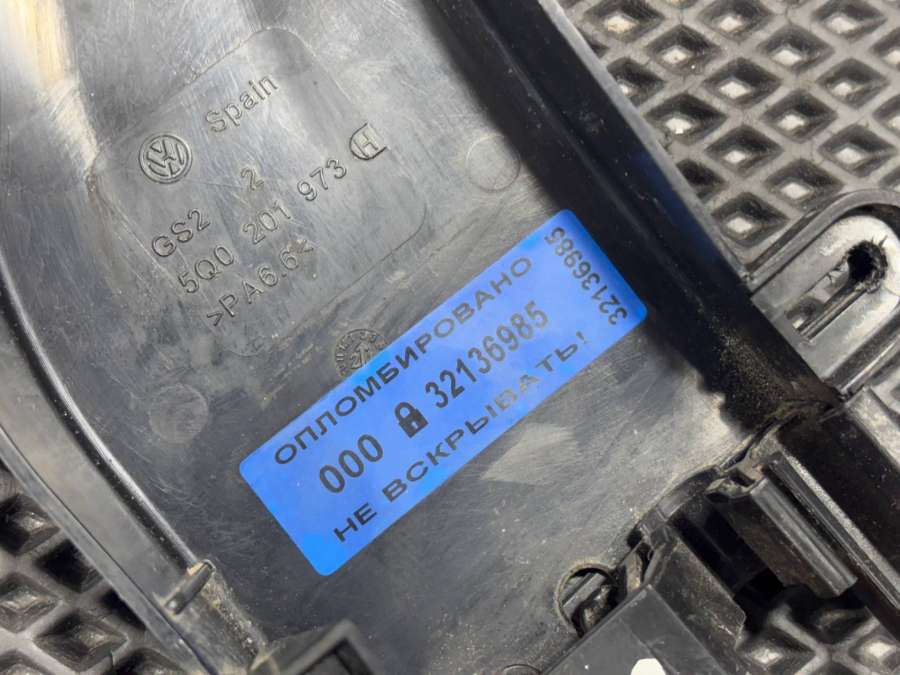 Spain
GS2 2
5Q0 201 973 H
>PA6.6<
ОПЛОМБИРОВАНО
000 32136985
НЕ ВСКРЫВАТЬ!
32136985